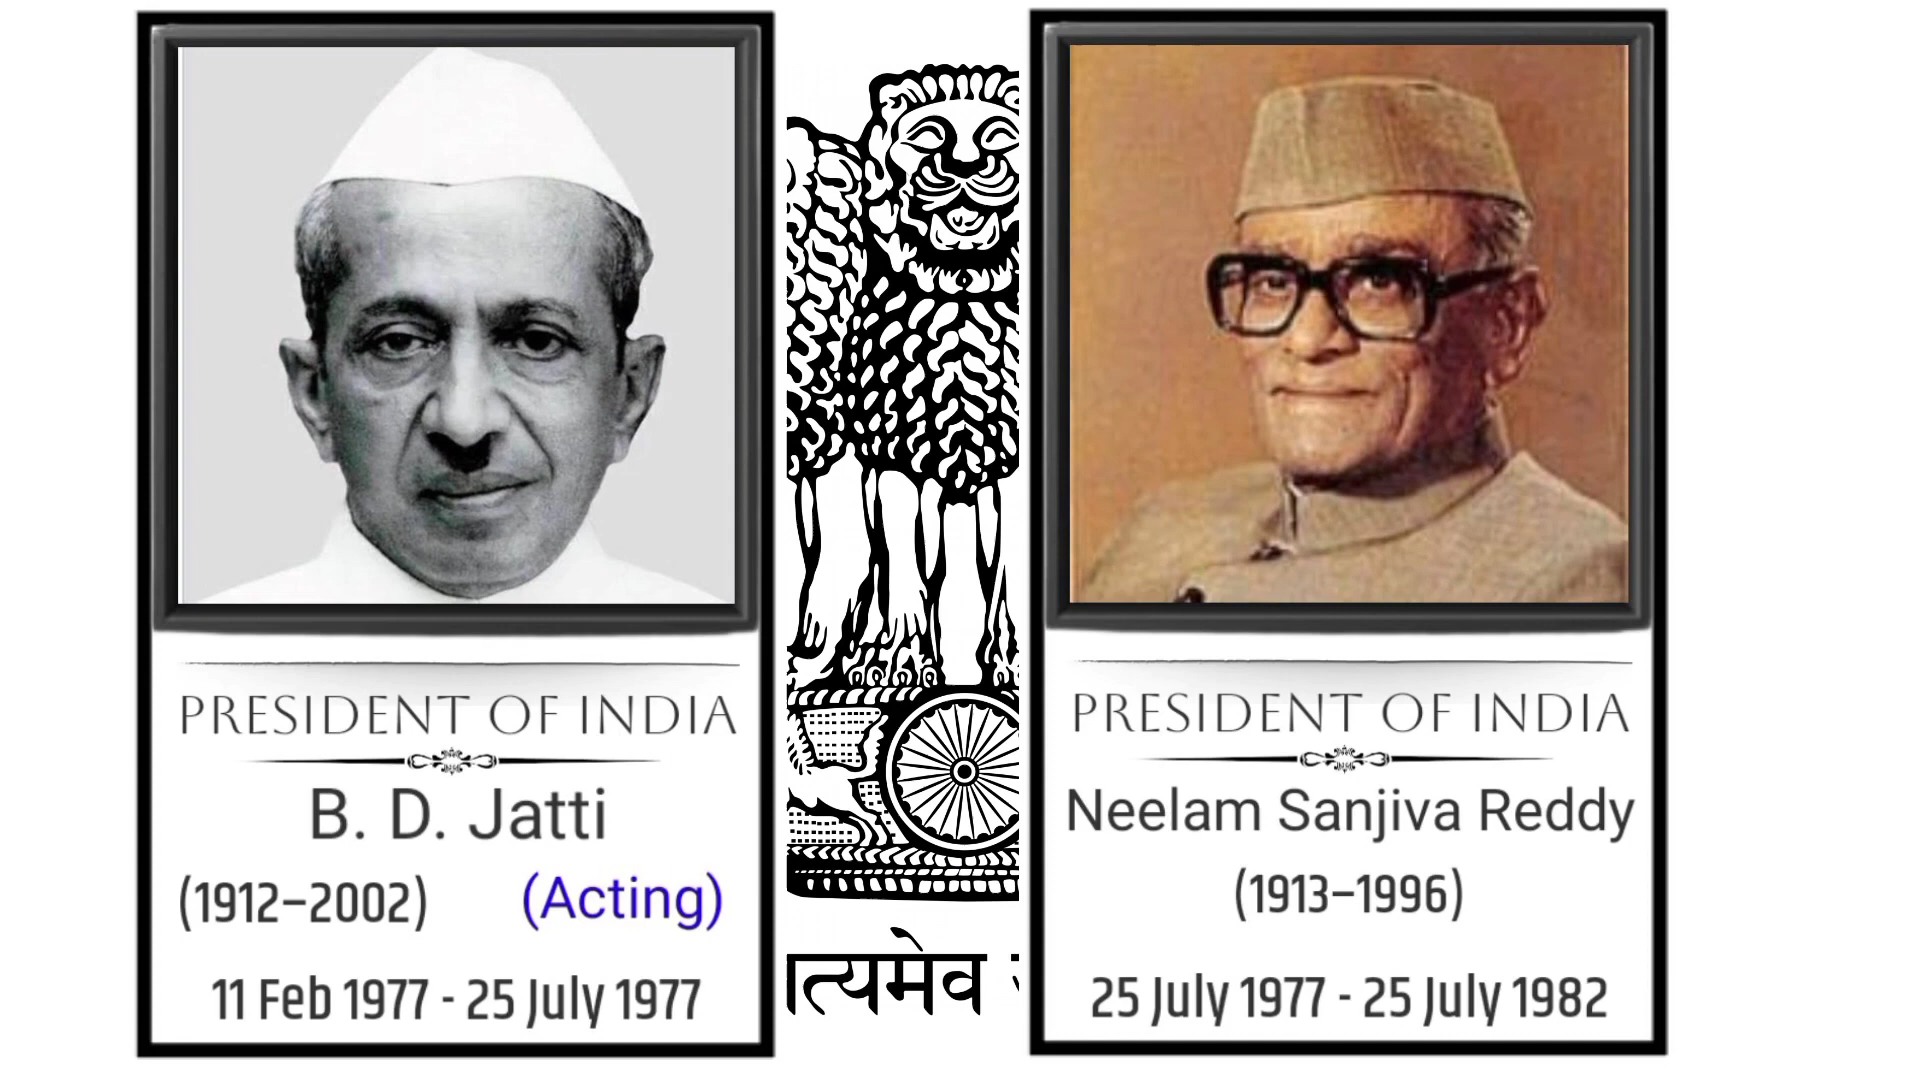 PRESIDENT OF INDIA
B. D. Jatti
(1912–2002) (Acting)
11 Feb 1977 - 25 July 1977
त्यमेव
PRESIDENT OF INDIA
Neelam Sanjiva Reddy
(1913–1996)
25 July 1977 - 25 July 1982